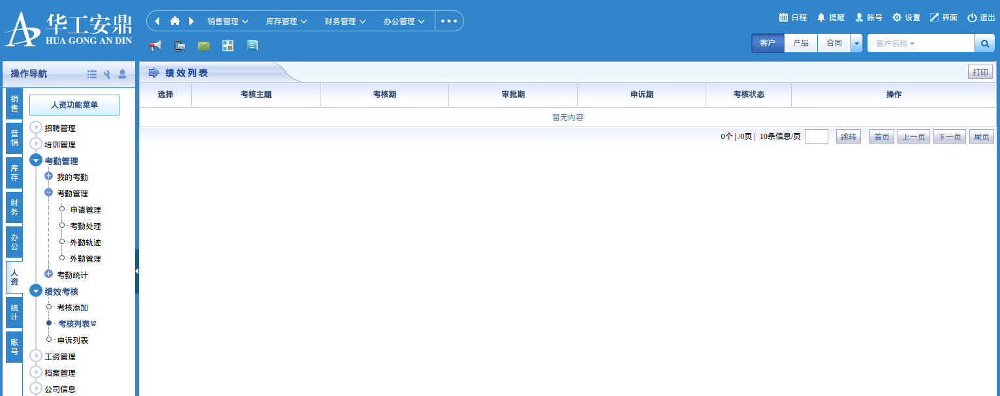 华工安鼎
HUA GONG AN DIN
销售管理 库存管理 财务管理 办公管理
日程 提醒 账号 设置 界面 退出
客户 产品 合同 客户名称
操作导航
销售
营销
库存
财务
办公
人资
统计
账号
人资功能菜单
招聘管理
培训管理
考勤管理
我的考勤
考勤管理
申请管理
考勤处理
外勤轨迹
外勤管理
考勤统计
绩效考核
考核添加
考核列表
申诉列表
工资管理
档案管理
公司信息
绩效列表
打印
选择 考核主题 考核期 审批期 申诉期 考核状态 操作
暂无内容
0个 | /0页 | 10条信息/页 跳转 首页 上一页 下一页 尾页